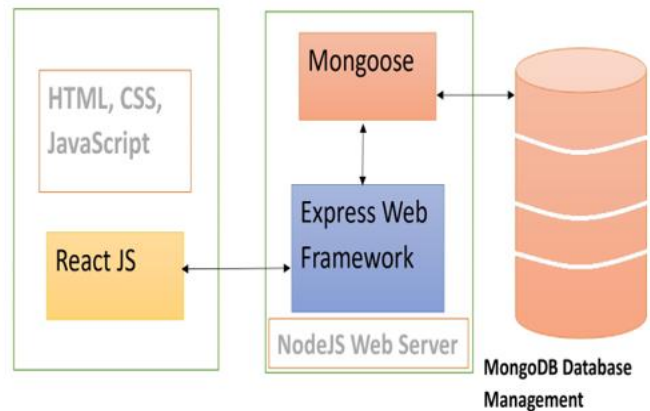 HTML, CSS,
JavaScript
React JS
Mongoose
Express Web
Framework
NodeJS Web Server
MongoDB Database
Management